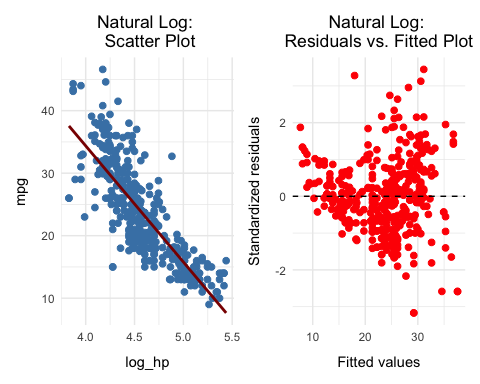 Natural Log:
Scatter Plot
mpg
40
30
20
10
4.0 4.5 5.0 5.5
log_hp
Natural Log:
Residuals vs. Fitted Plot
Standardized residuals
2
0
-2
10 20 30
Fitted values